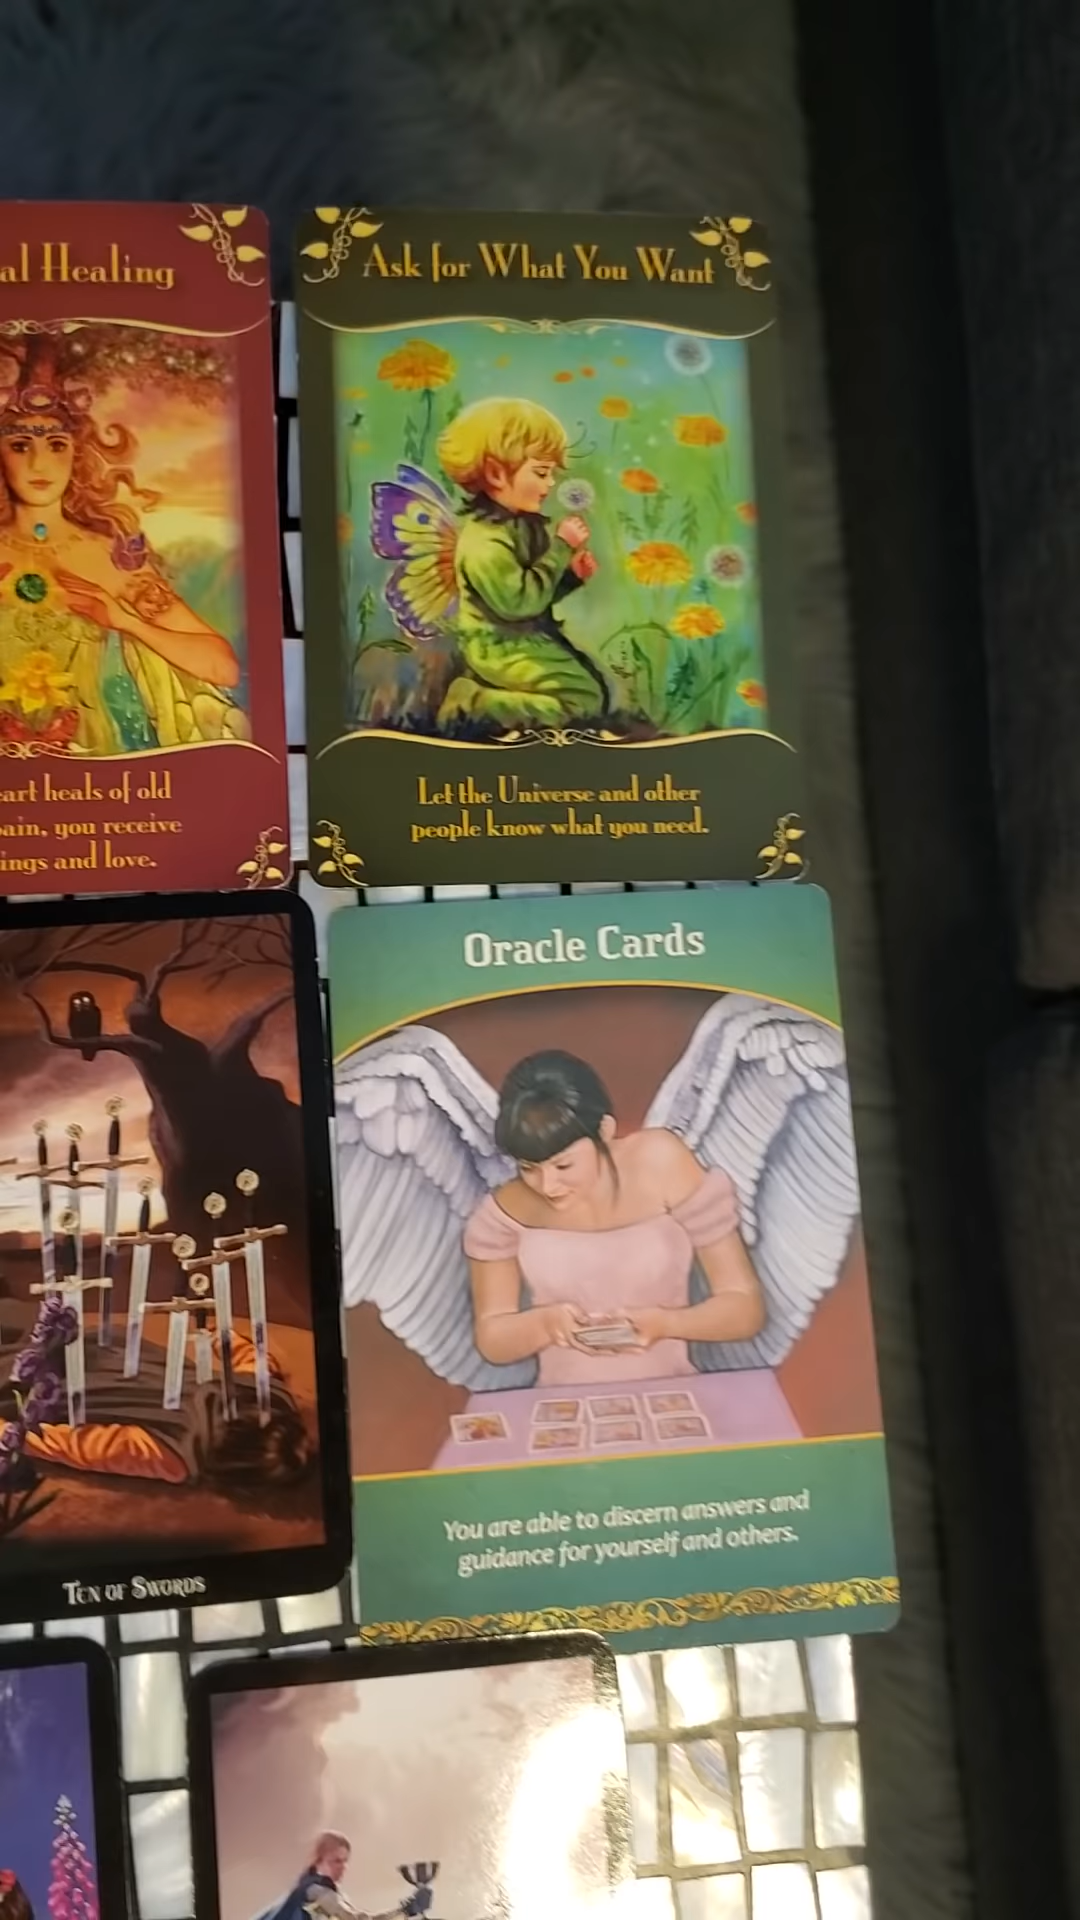 al Healing
Ask for What You Want
eart heals of old
pain, you receive
ings and love.
Let the Universe and other
people know what you need.
Oracle Cards
You are able to discern answers and
guidance for yourself and others.
Ten of Swords